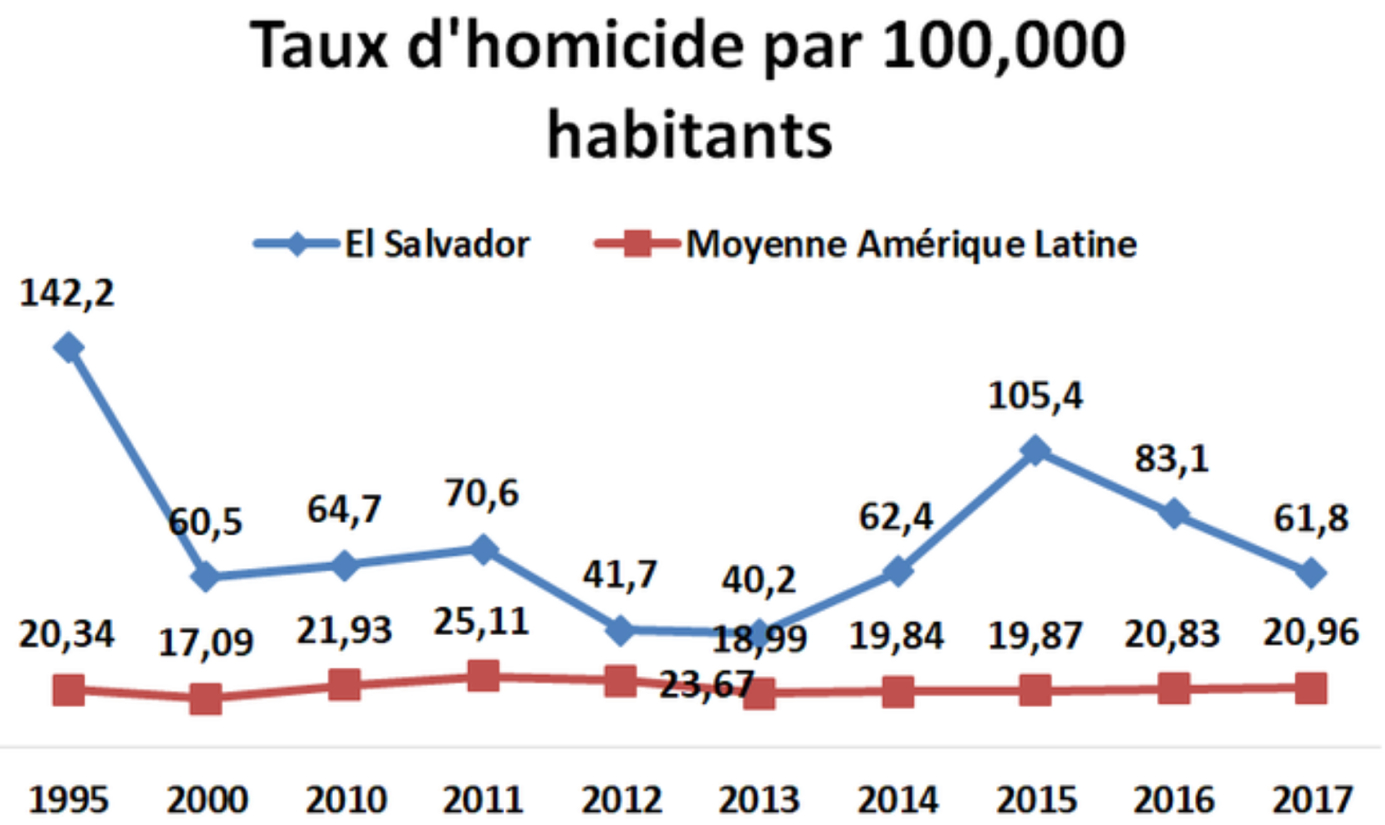 Taux d'homicide par 100,000
habitants
El Salvador Moyenne Amérique Latine
142,2
105,4
83,1
70,6
64,7
62,4
61,8
60,5
41,7
40,2
20,34 17,09 21,93 25,11 18,99 19,84 19,87 20,83 20,96
23,67
1995 2000 2010 2011 2012 2013 2014 2015 2016 2017